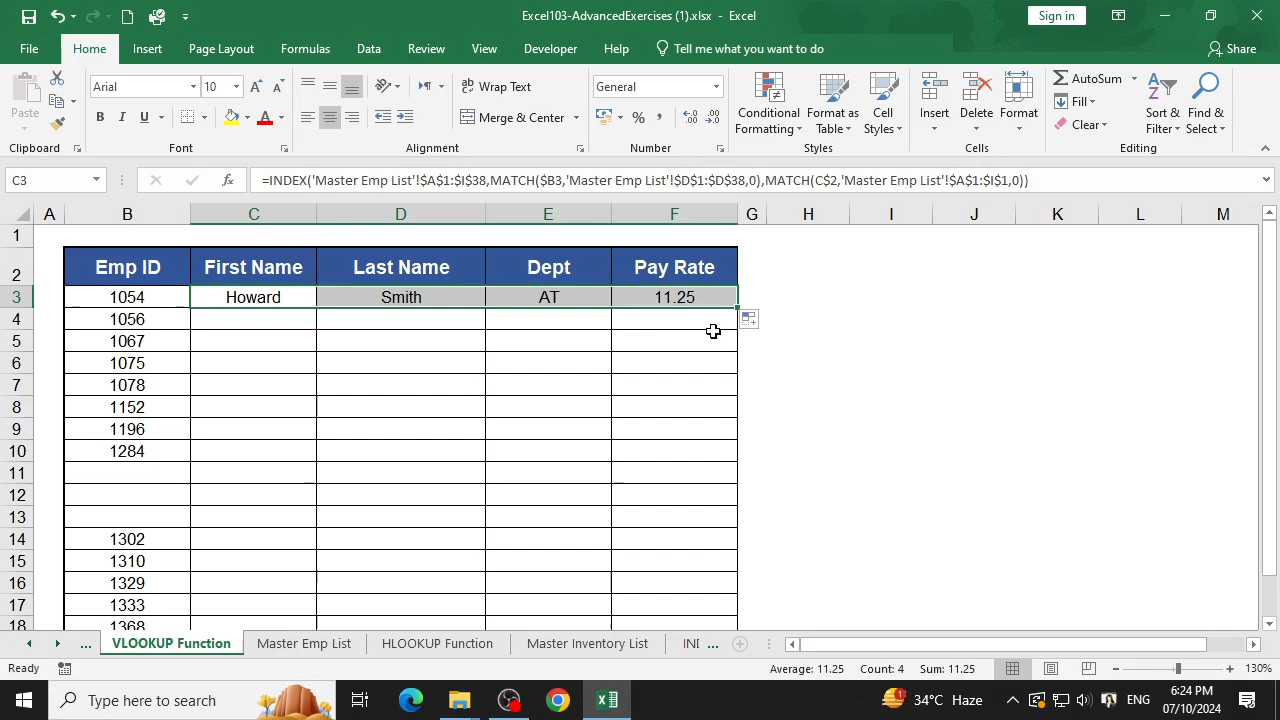 Excel103-AdvancedExercises (1).xlsx - Excel
Sign in
File Home Insert Page Layout Formulas Data Review View Developer Help Tell me what you want to do Share
Paste
Clipboard
Arial 10
B I U
Font
Wrap Text
Merge & Center
Alignment
General
Number
Conditional Formatting
Format as Table
Cell Styles
Styles
Insert Delete Format
Cells
AutoSum
Fill
Clear
Sort & Filter
Find & Select
Editing
C3 fx =INDEX('Master Emp List'!$A$1:$I$38,MATCH($B3,'Master Emp List'!$D$1:$D$38,0),MATCH(C$2,'Master Emp List'!$A$1:$I$1,0))
A B C D E F G H I J K L M
1
2 Emp ID First Name Last Name Dept Pay Rate
3 1054 Howard Smith AT 11.25
4 1056
5 1067
6 1075
7 1078
8 1152
9 1196
10 1284
11
12
13
14 1302
15 1310
16 1329
17 1333
18 1368
... VLOOKUP Function Master Emp List HLOOKUP Function Master Inventory List INI ...
Ready Average: 11.25 Count: 4 Sum: 11.25 130%
Type here to search
1 34°C Haze ENG 6:24 PM
07/10/2024